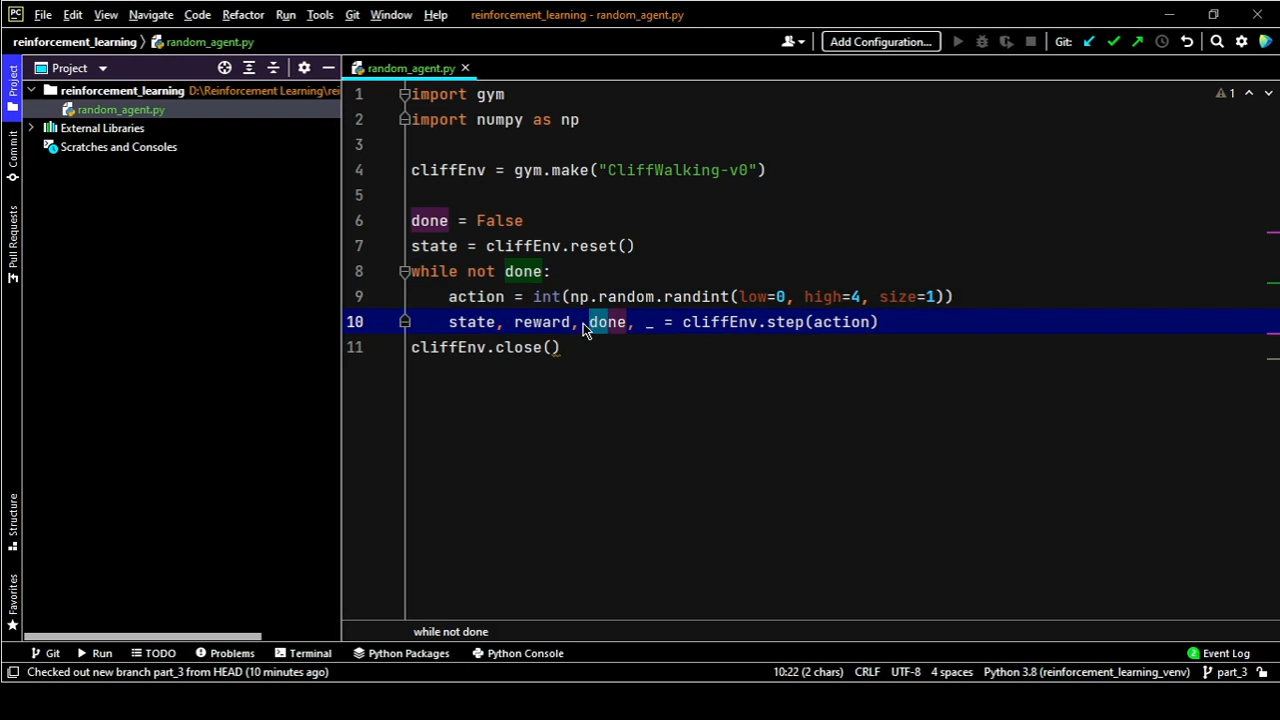 PC File Edit View Navigate Code Refactor Run Tools Git Window Help reinforcement_learning - random_agent.py
reinforcement_learning random_agent.py Add Configuration... Git:
Project random_agent.py
reinforcement_learning D:\Reinforcement Learning\rei
random_agent.py
External Libraries
Scratches and Consoles
Project
Commit
Pull Requests
Structure
Favorites
1 import gym
2 import numpy as np
3
4 cliffEnv = gym.make("CliffWalking-v0")
5
6 done = False
7 state = cliffEnv.reset()
8 while not done:
9 action = int(np.random.randint(low=0, high=4, size=1))
10 state, reward, done, _ = cliffEnv.step(action)
11 cliffEnv.close()
1
while not done
Git Run TODO Problems Terminal Python Packages Python Console 2 Event Log
Checked out new branch part_3 from HEAD (10 minutes ago) 10:22 (2 chars) CRLF UTF-8 4 spaces Python 3.8 (reinforcement_learning_venv) part_3